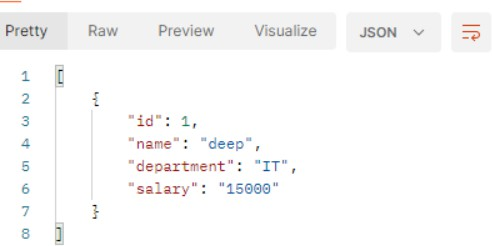 Pretty Raw Preview Visualize JSON
1 [
2 {
3 "id": 1,
4 "name": "deep",
5 "department": "IT",
6 "salary": "15000"
7 }
8 ]